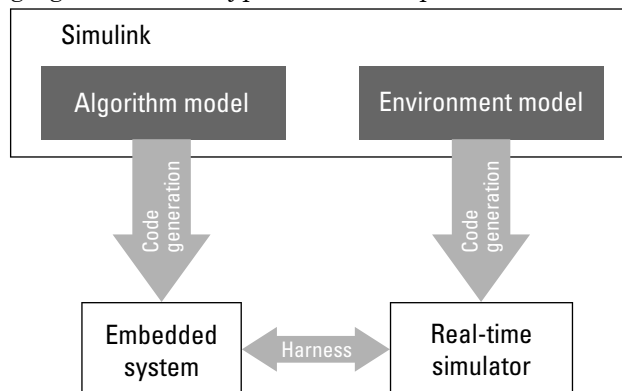 Simulink
Algorithm model
Environment model
Code
generation
Code
generation
Embedded
system
Harness
Real-time
simulator